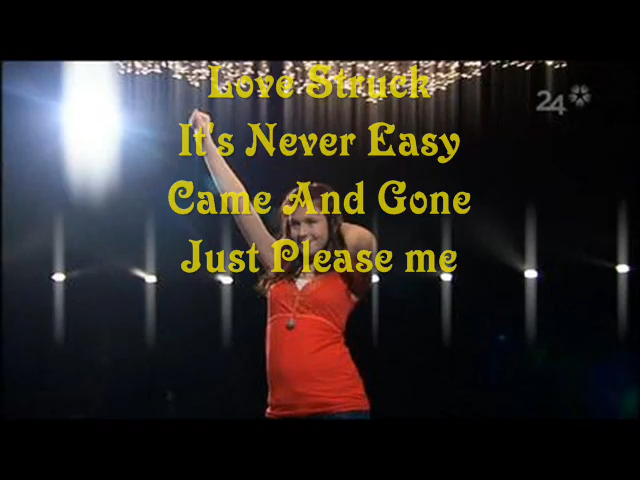 Love Struck
24
It's Never Easy
Came And Gone
Just Please me